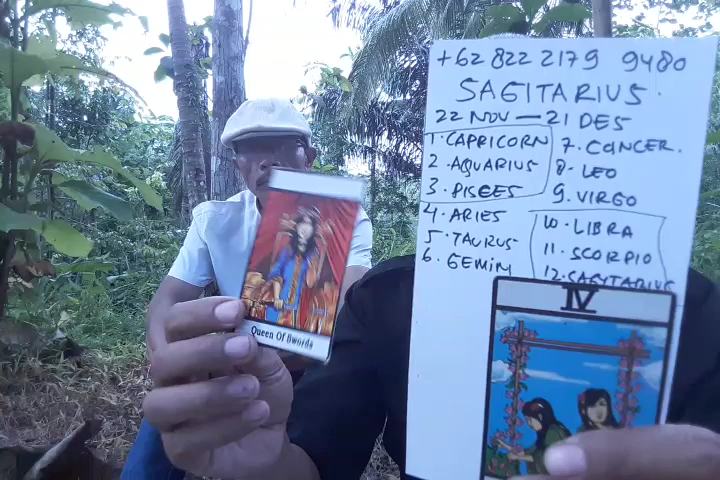 +62 822 2179 9480
SAGITARIUS.
22 NOV — 21 DES
1. CAPRICORN
2. AQUARIUS
3. PISCES
4. ARIES
5. TAURUS
6. GEMINI
7. CANCER.
8. LEO
9. VIRGO
10. LIBRA
11. SCORPIO
12. SAGITARIUS
IV
Queen Of Swords